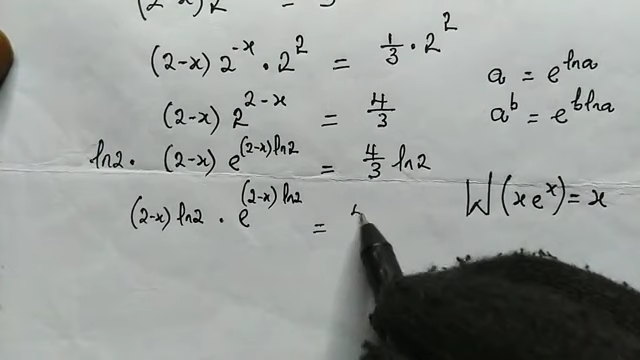 (2-x) 2^{-x} · 2^2 = 1/3 · 2^2
a = e^{ln a}
(2-x) 2^{2-x} = 4/3
a^b = e^{b ln a}
ln2 · (2-x) e^{(2-x) ln2} = 4/3 ln2
(2-x) ln2 · e^{(2-x) ln2} =
W(x e^x) = x